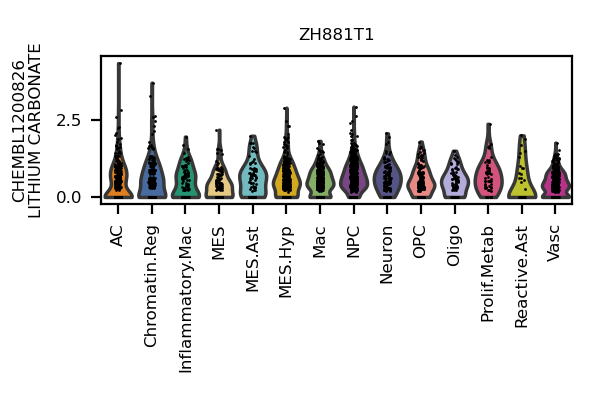 ZH881T1
CHEMBL1200826
LITHIUM CARBONATE
2.5
0.0
AC
Chromatin.Reg
Inflammatory.Mac
MES
MES.Ast
MES.Hyp
Mac
NPC
Neuron
OPC
Oligo
Prolif.Metab
Reactive.Ast
Vasc